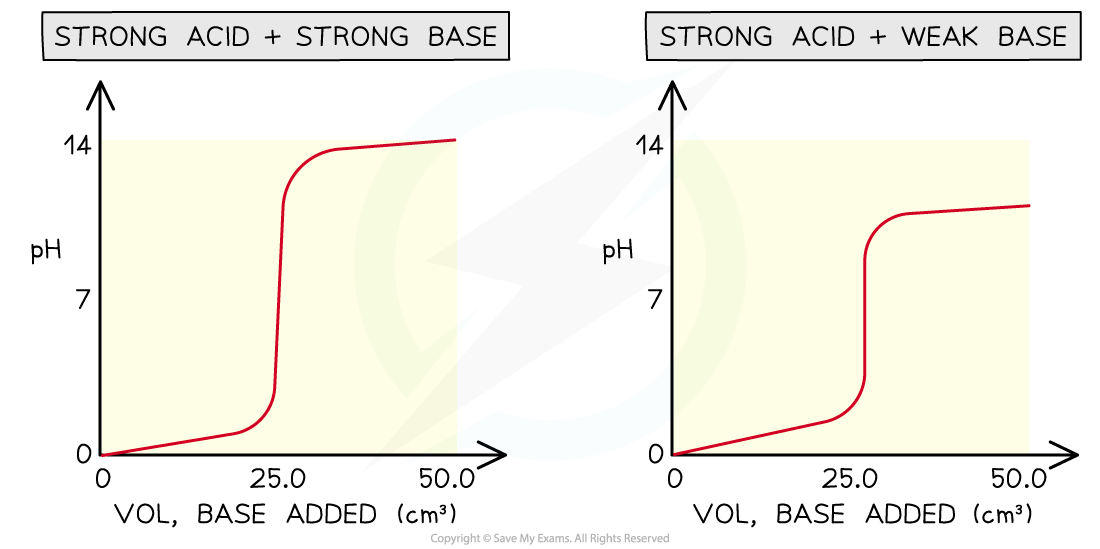 STRONG ACID + STRONG BASE
14
pH
7
0
0 25.0 50.0
VOL, BASE ADDED (cm³)
STRONG ACID + WEAK BASE
14
pH
7
0
0 25.0 50.0
VOL, BASE ADDED (cm³)
Copyright © Save My Exams. All Rights Reserved